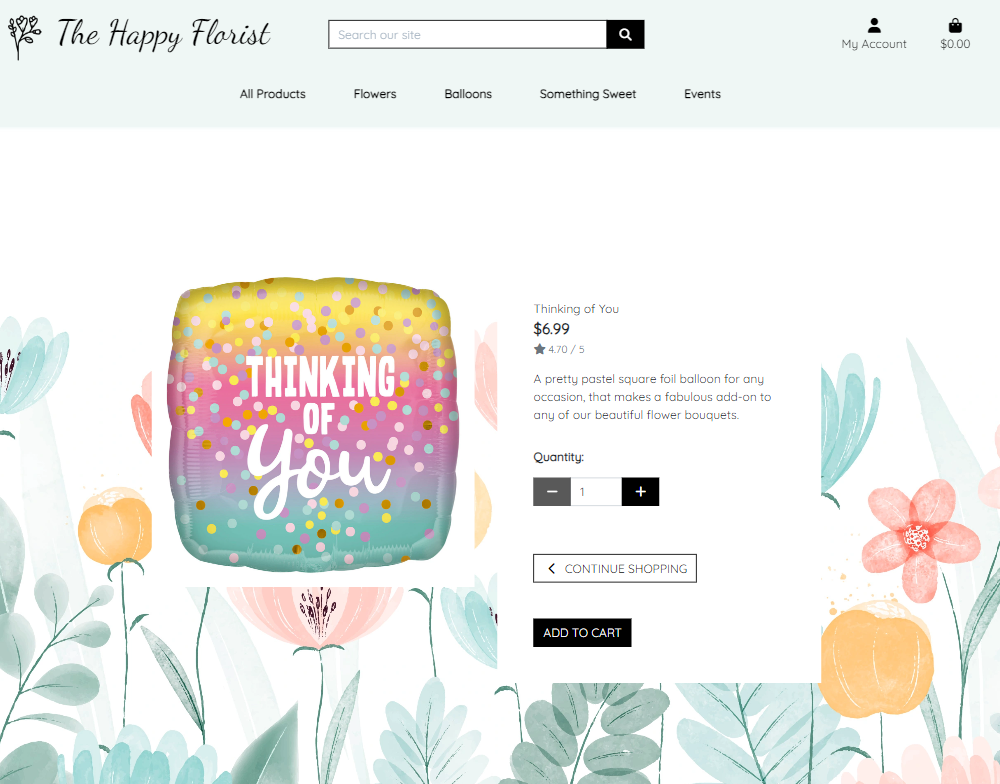 The Happy Florist
Search our site
My Account
$0.00
All Products
Flowers
Balloons
Something Sweet
Events
THINKING
OF
You
Thinking of You
$6.99
4.70 / 5
A pretty pastel square foil balloon for any
occasion, that makes a fabulous add-on to
any of our beautiful flower bouquets.
Quantity:
1
CONTINUE SHOPPING
ADD TO CART